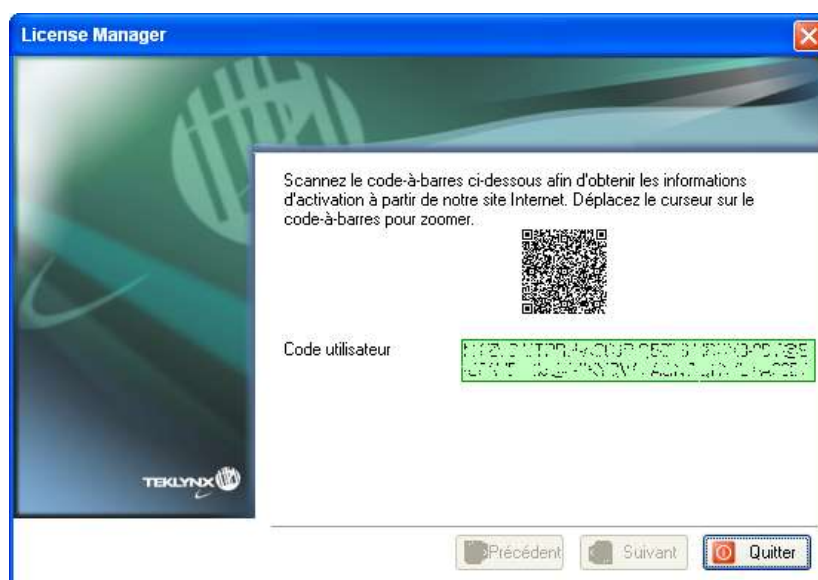 License Manager
Scannez le code-à-barres ci-dessous afin d'obtenir les informations
d'activation à partir de notre site Internet. Déplacez le curseur sur le
code-à-barres pour zoomer.
Code utilisateur
TEKLYNX
Précédent
Suivant
Quitter